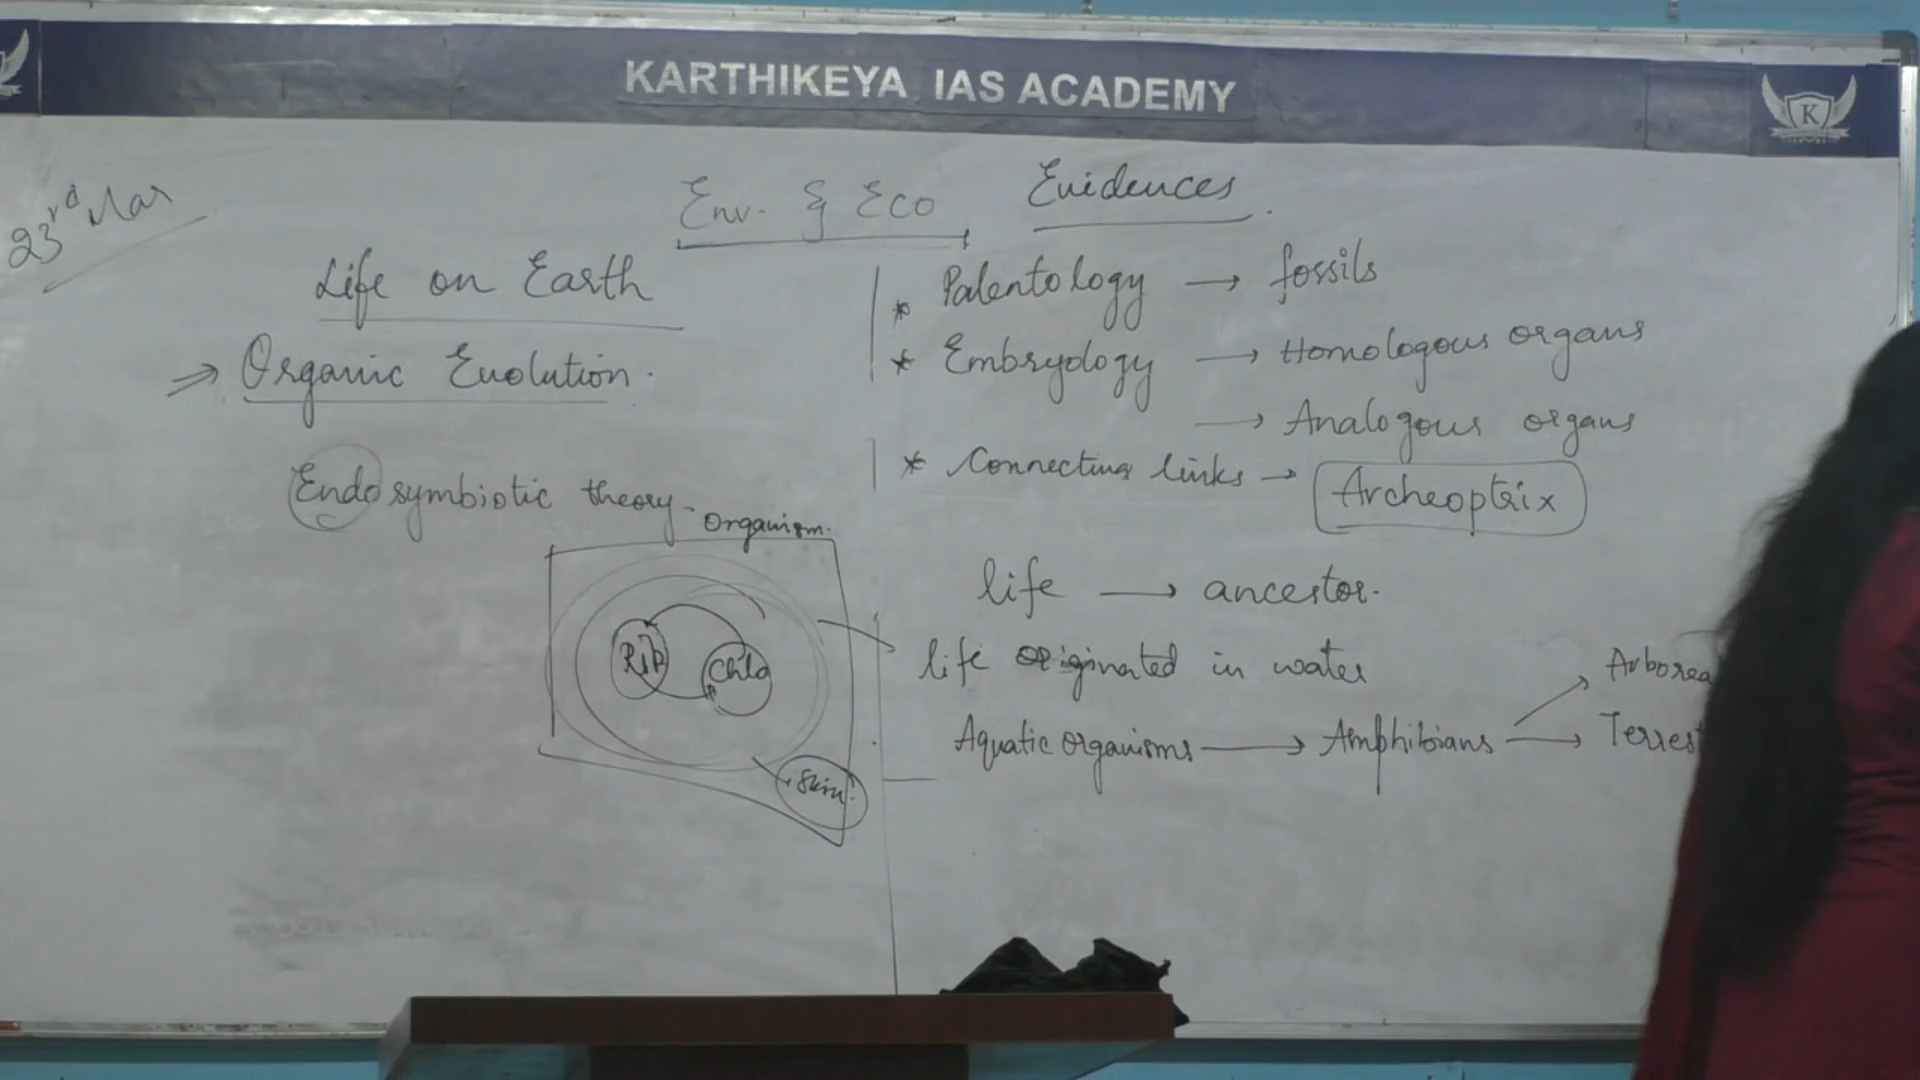 KARTHIKEYA IAS ACADEMY
K
23rd Mar
Env. & Eco
Life on Earth
⇒ Organic Evolution.
Endosymbiotic theory.
Organism.
Chlo
Skin.
Evidences.
* Palentology → fossils
* Embryology → Homologous organs
→ Analogous organs
* Connecting links → Archeoptrix
life → ancestor.
life originated in water
Aquatic organisms → Amphibians → Arborea
→ Terrest